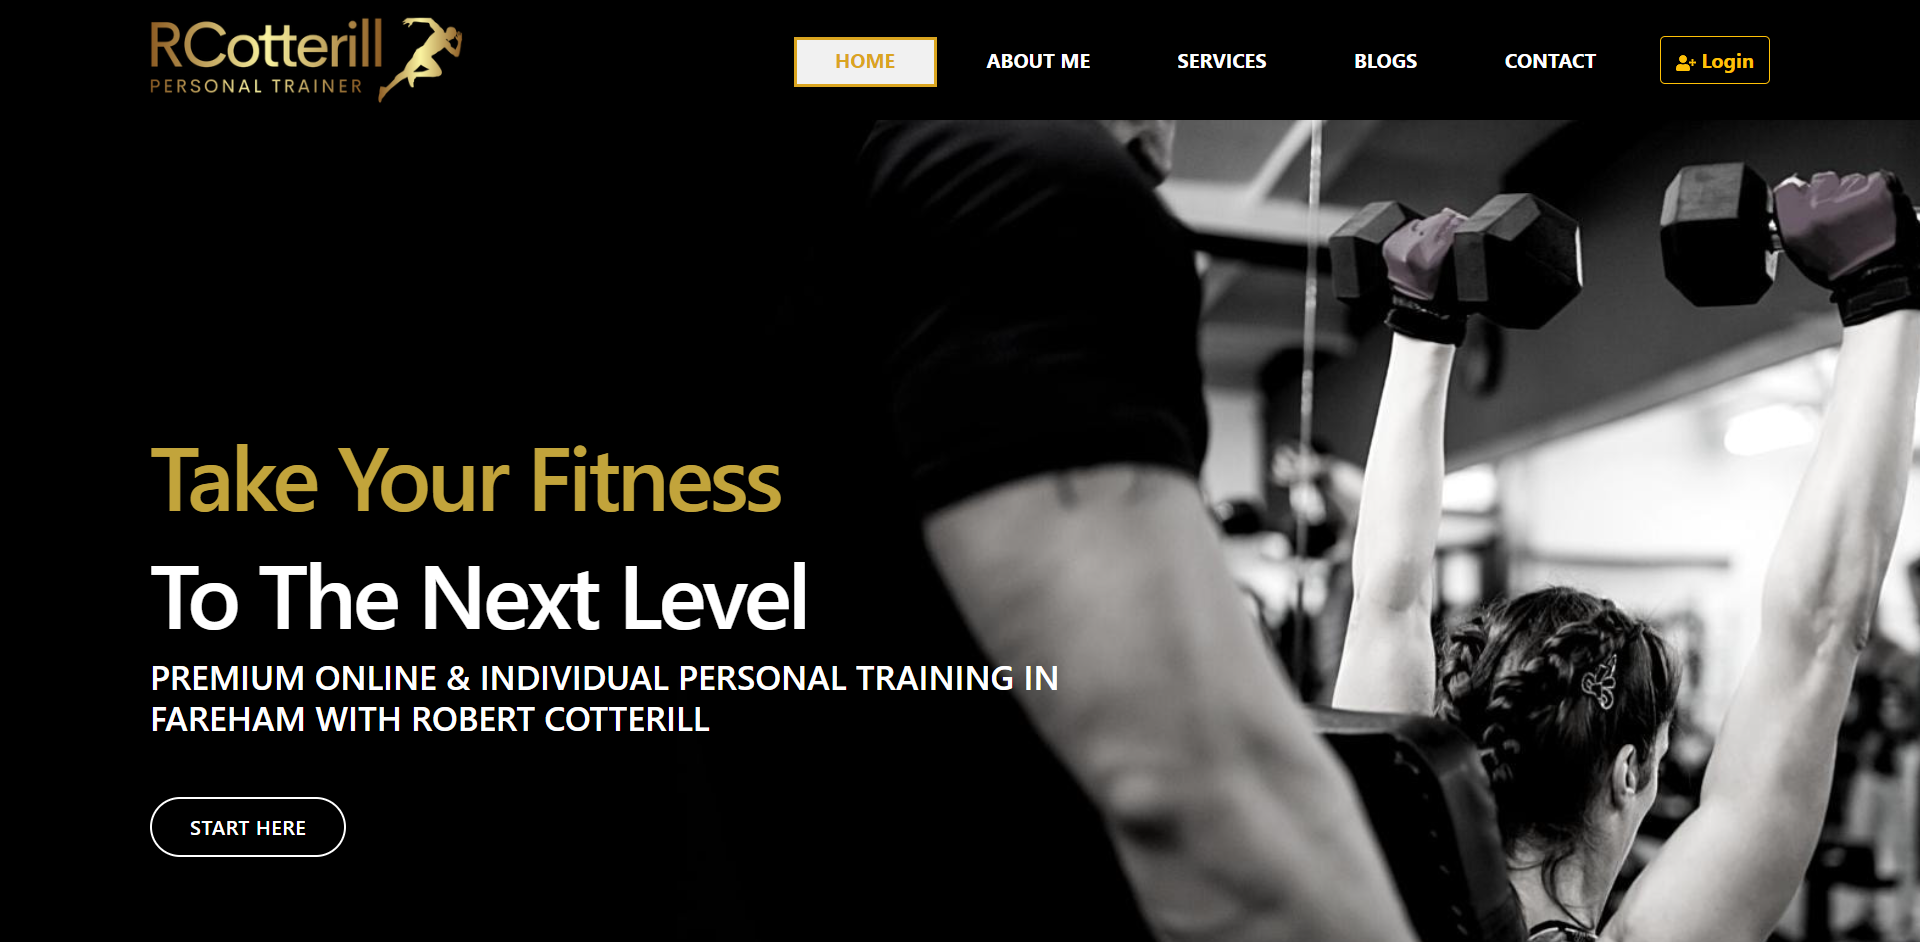 RCotterill
PERSONAL TRAINER
HOME
ABOUT ME
SERVICES
BLOGS
CONTACT
Login
Take Your Fitness
To The Next Level
PREMIUM ONLINE & INDIVIDUAL PERSONAL TRAINING IN
FAREHAM WITH ROBERT COTTERILL
START HERE